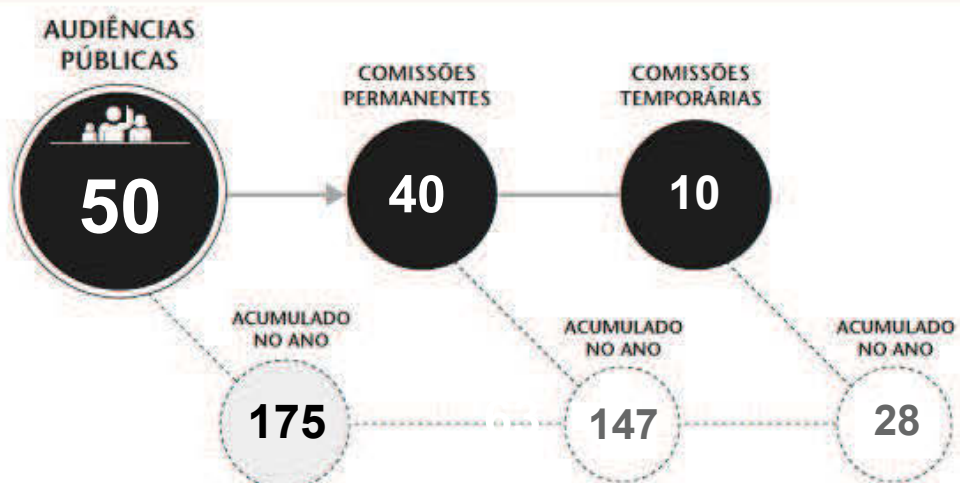 AUDIÊNCIAS
PÚBLICAS
50
COMISSÕES
PERMANENTES
40
COMISSÕES
TEMPORÁRIAS
10
ACUMULADO
NO ANO
175
ACUMULADO
NO ANO
147
ACUMULADO
NO ANO
28